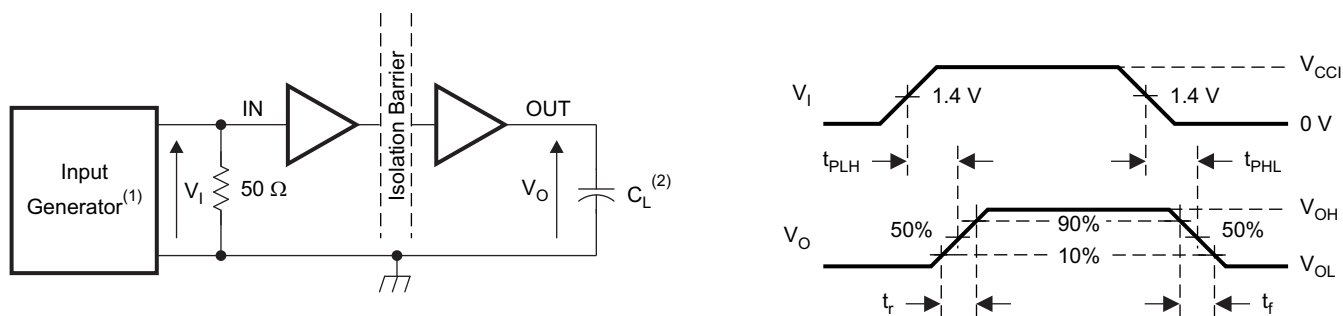 IN
Isolation Barrier
OUT
Input
Generator(1)
VI
50 Ω
VO
CL(2)
VI
1.4 V
1.4 V
VCCI
0 V
tPLH
tPHL
VO
50%
90%
50%
10%
VOH
VOL
tr
tf